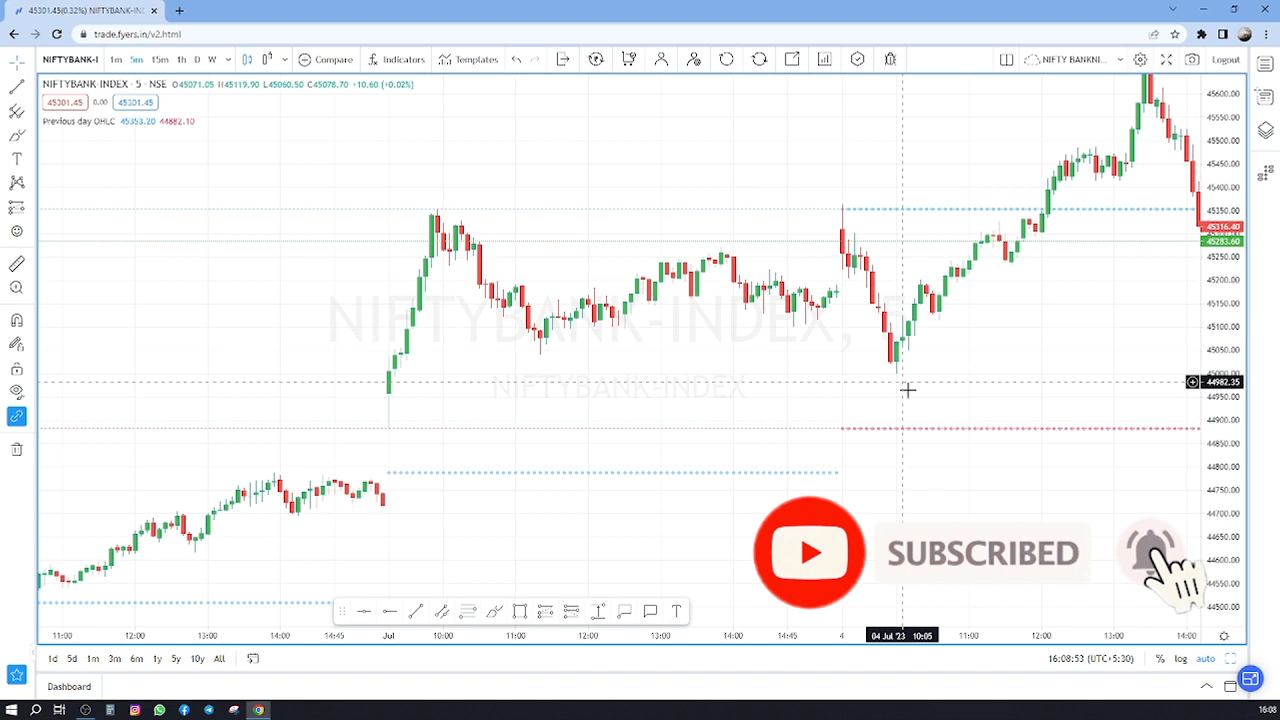 45301.45(0.32%) NIFTYBANK-INDEX
trade.fyers.in/v2.html
NIFTYBANK-I 1m 5m 15m 1h D W Compare Indicators Templates NIFTY BANKNI... Logout
NIFTYBANK-INDEX · 5 · NSE O45071.05 H45119.90 L45060.50 C45078.70 +10.60 (+0.02%)
45301.45 0.00 45301.45
Previous day OHLC 45353.20 44882.10
NIFTYBANK-INDEX, 5
NIFTYBANK-INDEX
45600.00
45550.00
45500.00
45450.00
45400.00
45350.00
45316.40
45283.60
45250.00
45200.00
45150.00
45100.00
45050.00
45000.00
44982.35
44950.00
44900.00
44850.00
44800.00
44750.00
44700.00
44650.00
44600.00
44550.00
44500.00
SUBSCRIBED
11:00 12:00 13:00 14:00 14:45 Jul 10:00 11:00 12:00 13:00 14:00 14:45 4 04 Jul '23 10:05 11:00 12:00 13:00 14:00
1d 5d 1m 3m 6m 1y 5y 10y All 16:08:53 (UTC+5:30) % log auto
Dashboard
16:08